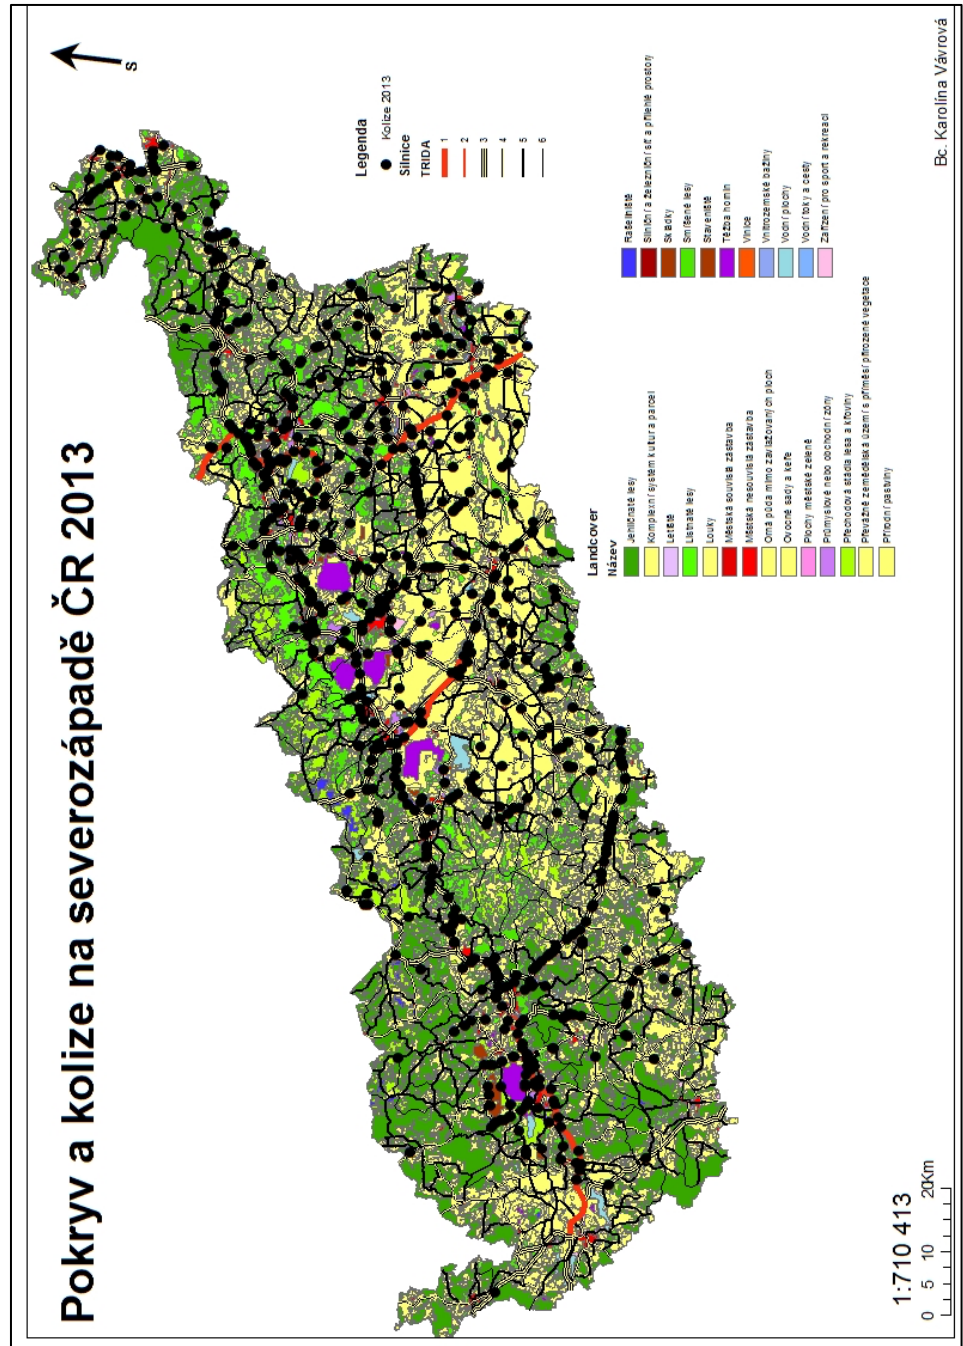 Pokryv a kolize na severozápadě ČR 2013
S
Legenda
Kolize 2013
Silnice
TRIDA
1
2
3
4
5
6
Landcover
Název
Jehličnaté lesy
Komplexní systém kultur a parcel
Letiště
Listnaté lesy
Louky
Městská souvislá zástavba
Městská nesouvislá zástavba
Orná půda mimo zavlažovaných ploch
Ovocné sady a keře
Plochy městské zeleně
Průmyslové nebo obchodní zóny
Přechodová stádia lesa a křoviny
Převážně zemědělská území s příměsí přirozené vegetace
Přírodní pastviny
Rašeliniště
Silniční a železniční síť a přilehlé prostory
Skládky
Smíšené lesy
Staveniště
Těžba hornin
Vinice
Vnitrozemské bažiny
Vodní plochy
Vodní toky a cesty
Zařízení pro sport a rekreaci
1:710 413
0 5 10 20Km
Bc. Karolína Vávrová